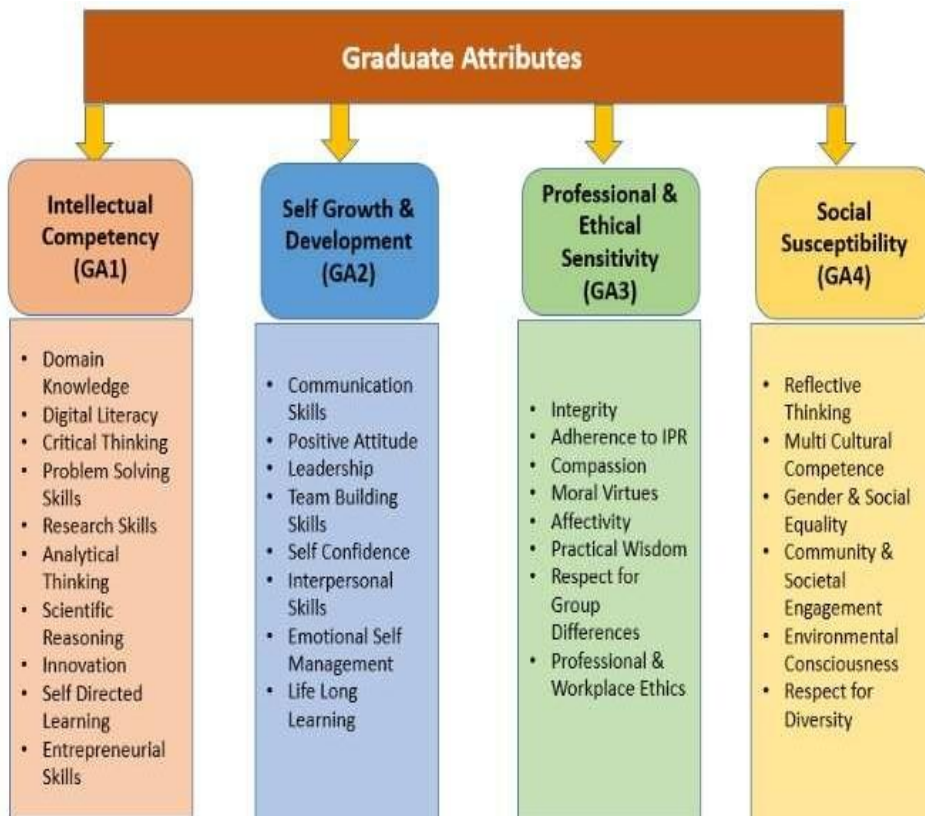 Graduate Attributes
Intellectual
Competency
(GA1)
• Domain
Knowledge
• Digital Literacy
• Critical Thinking
• Problem Solving
Skills
• Research Skills
• Analytical
Thinking
• Scientific
Reasoning
• Innovation
• Self Directed
Learning
• Entrepreneurial
Skills
Self Growth &
Development
(GA2)
• Communication
Skills
• Positive Attitude
• Leadership
• Team Building
Skills
• Self Confidence
• Interpersonal
Skills
• Emotional Self
Management
• Life Long
Learning
Professional &
Ethical
Sensitivity
(GA3)
• Integrity
• Adherence to IPR
• Compassion
• Moral Virtues
• Affectivity
• Practical Wisdom
• Respect for
Group
Differences
• Professional &
Workplace Ethics
Social
Susceptibility
(GA4)
• Reflective
Thinking
• Multi Cultural
Competence
• Gender & Social
Equality
• Community &
Societal
Engagement
• Environmental
Consciousness
• Respect for
Diversity